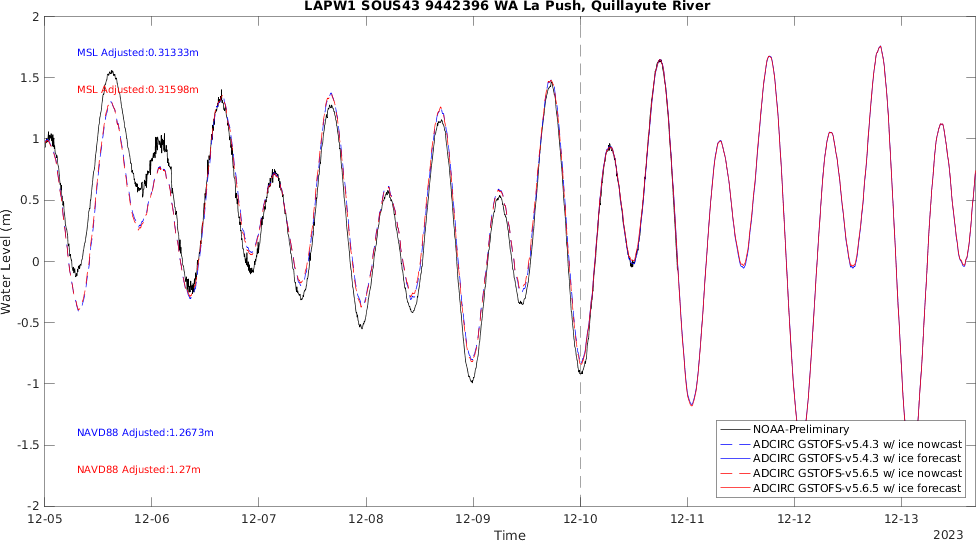 LAPW1 SOUS43 9442396 WA La Push, Quillayute River
2
1.5
1
0.5
0
-0.5
-1
-1.5
-2
Water Level (m)
MSL Adjusted:0.31333m
MSL Adjusted:0.31598m
NAVD88 Adjusted:1.2673m
NAVD88 Adjusted:1.27m
NOAA-Preliminary
ADCIRC GSTOFS-v5.4.3 w/ ice nowcast
ADCIRC GSTOFS-v5.4.3 w/ ice forecast
ADCIRC GSTOFS-v5.6.5 w/ ice nowcast
ADCIRC GSTOFS-v5.6.5 w/ ice forecast
12-05 12-06 12-07 12-08 12-09 12-10 12-11 12-12 12-13
Time
2023